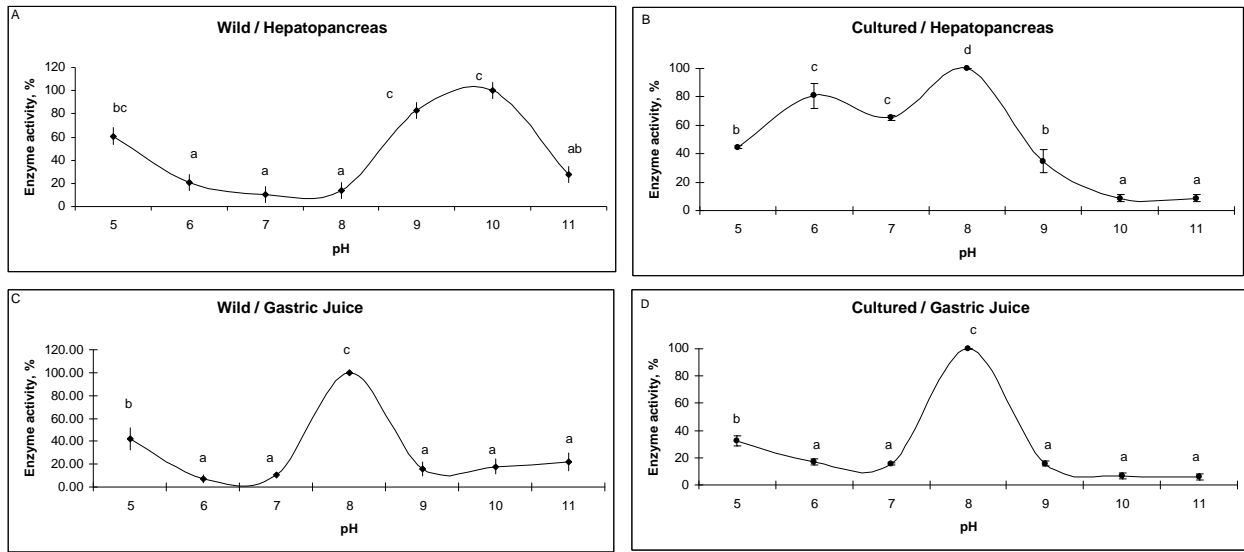 A
Wild / Hepatopancreas
Enzyme activity, %
120
100
80
60
40
20
0
bc
a
a
a
c
c
ab
5 6 7 8 9 10 11
pH
B
Cultured / Hepatopancreas
Enzyme activity, %
100
80
60
40
20
0
b
c
c
d
b
a
a
5 6 7 8 9 10 11
pH
C
Wild / Gastric Juice
Enzyme activity, %
120.00
100.00
80.00
60.00
40.00
20.00
0.00
b
a
a
c
a
a
a
5 6 7 8 9 10 11
pH
D
Cultured / Gastric Juice
Enzyme activity, %
100
80
60
40
20
0
b
a
a
c
a
a
a
5 6 7 8 9 10 11
pH